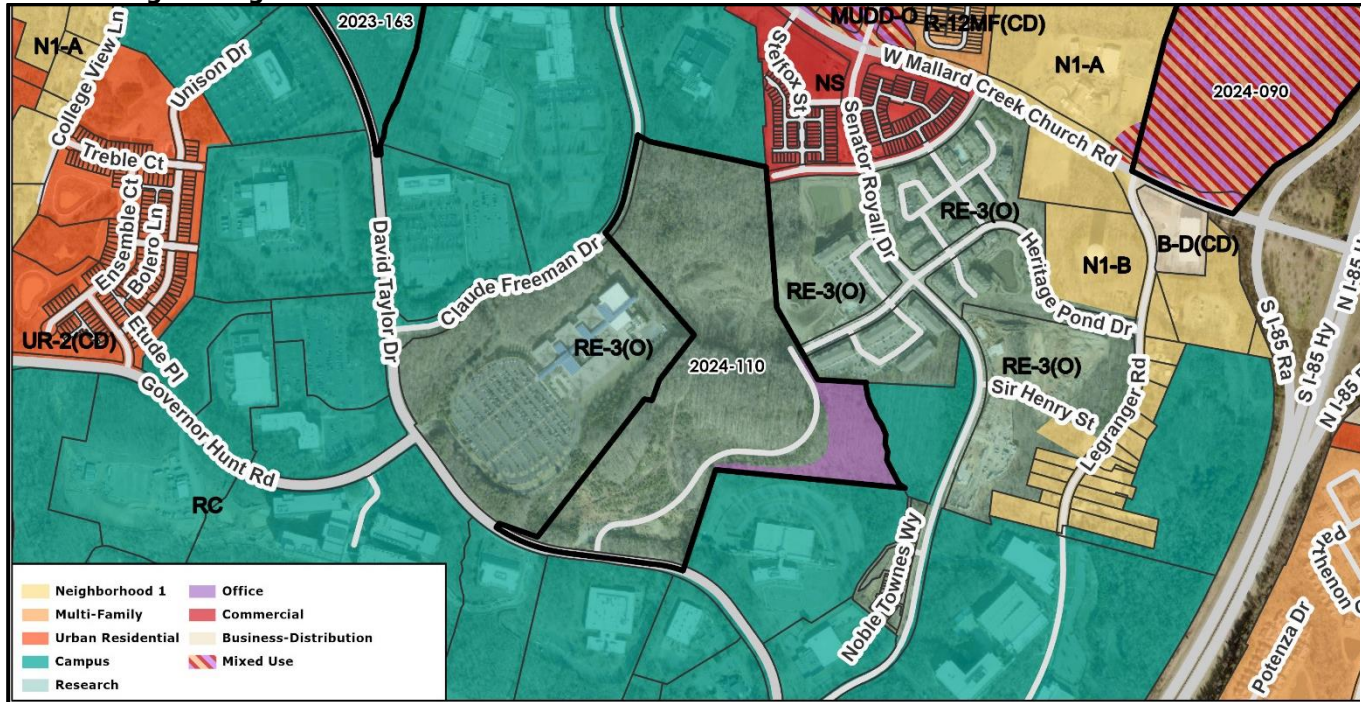 2023-163
MUDD-O
R-12MF(CD)
N1-A
College View Ln
Unison Dr
Stelfox St
NS
W Mallard Creek Church Rd
N1-A
2024-090
Treble Ct
Senator Royall Dr
Ensemble Ct
Bolero Ln
David Taylor Dr
Claude Freeman Dr
RE-3(O)
B-D(CD)
N1-B
Heritage Pond Dr
RE-3(O)
S I-85 Ra
S I-85 Hy
UR-2(CD)
Etude Pl
RE-3(O)
2024-110
RE-3(O)
Sir Henry St
Legranger Rd
Governor Hunt Rd
RC
Noble Townes Wy
Potenza Dr
Neighborhood 1
Multi-Family
Urban Residential
Campus
Research
Office
Commercial
Business-Distribution
Mixed Use